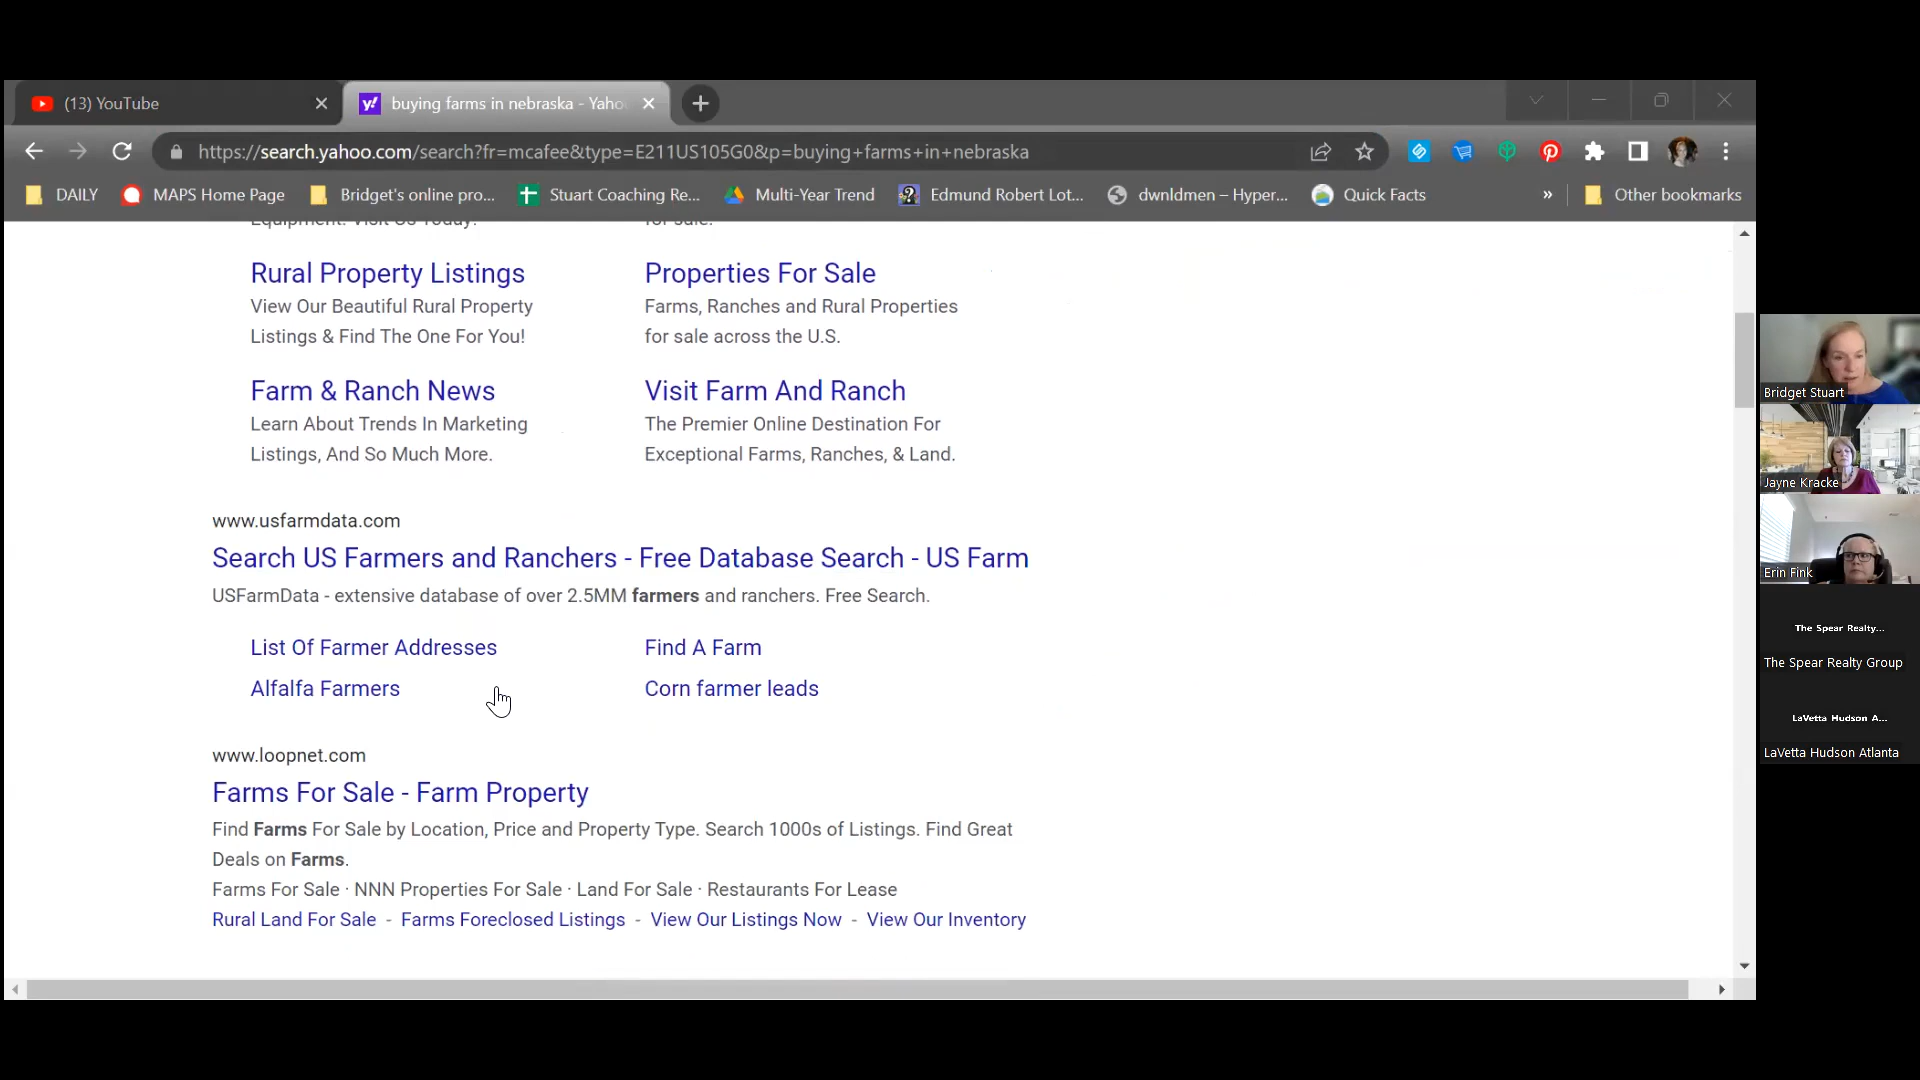 (13) YouTube
buying farms in nebraska - Yaho
https://search.yahoo.com/search?fr=mcafee&type=E211US105G0&p=buying+farms+in+nebraska
DAILY
MAPS Home Page
Bridget's online pro...
Stuart Coaching Re...
Multi-Year Trend
Edmund Robert Lot...
dwnldmen – Hyper...
Quick Facts
»
Other bookmarks
Equipment. Visit Us Today!
for sale.
Rural Property Listings
View Our Beautiful Rural Property
Listings & Find The One For You!
Properties For Sale
Farms, Ranches and Rural Properties
for sale across the U.S.
Farm & Ranch News
Learn About Trends In Marketing
Listings, And So Much More.
Visit Farm And Ranch
The Premier Online Destination For
Exceptional Farms, Ranches, & Land.
www.usfarmdata.com
Search US Farmers and Ranchers - Free Database Search - US Farm
USFarmData - extensive database of over 2.5MM farmers and ranchers. Free Search.
List Of Farmer Addresses
Find A Farm
Alfalfa Farmers
Corn farmer leads
www.loopnet.com
Farms For Sale - Farm Property
Find Farms For Sale by Location, Price and Property Type. Search 1000s of Listings. Find Great
Deals on Farms.
Farms For Sale · NNN Properties For Sale · Land For Sale · Restaurants For Lease
Rural Land For Sale - Farms Foreclosed Listings - View Our Listings Now - View Our Inventory
Bridget Stuart
Jayne Kracke
Erin Fink
The Spear Realty...
The Spear Realty Group
LaVetta Hudson A...
LaVetta Hudson Atlanta